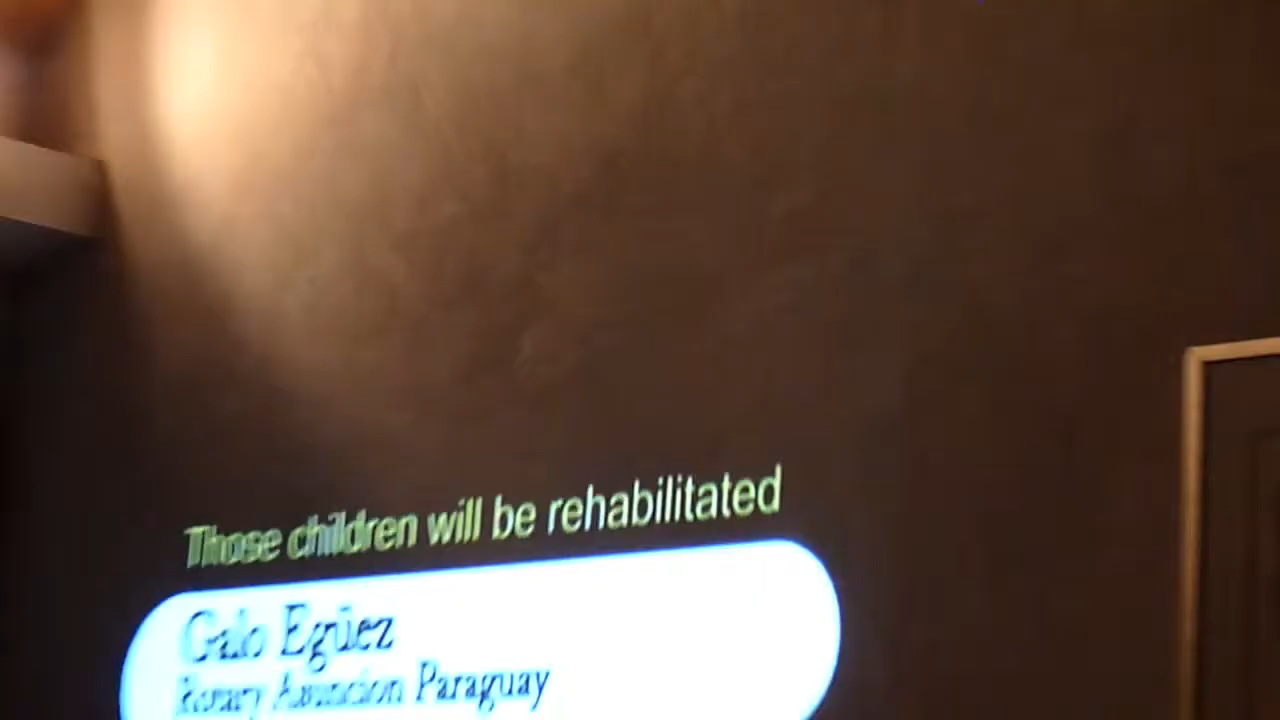 Those children will be rehabilitated
Galo Egüez
Rotary Asuncion Paraguay